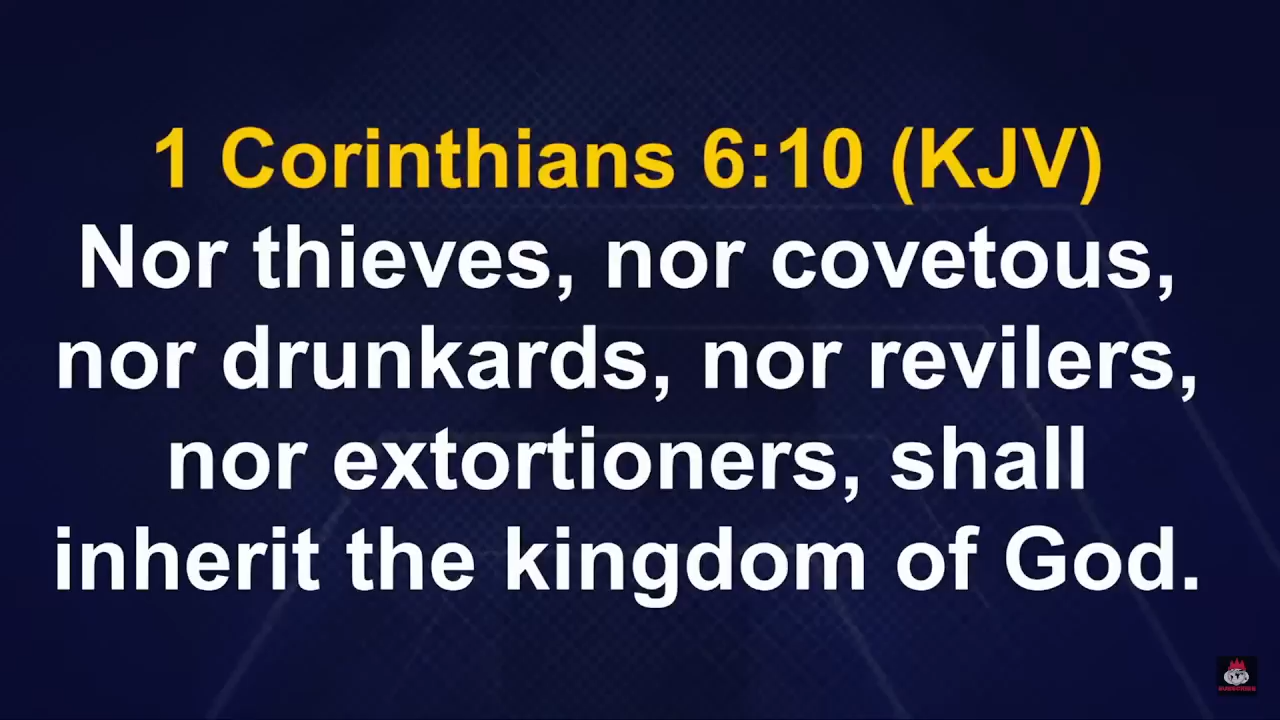 1 Corinthians 6:10 (KJV)
Nor thieves, nor covetous,
nor drunkards, nor revilers,
nor extortioners, shall
inherit the kingdom of God.